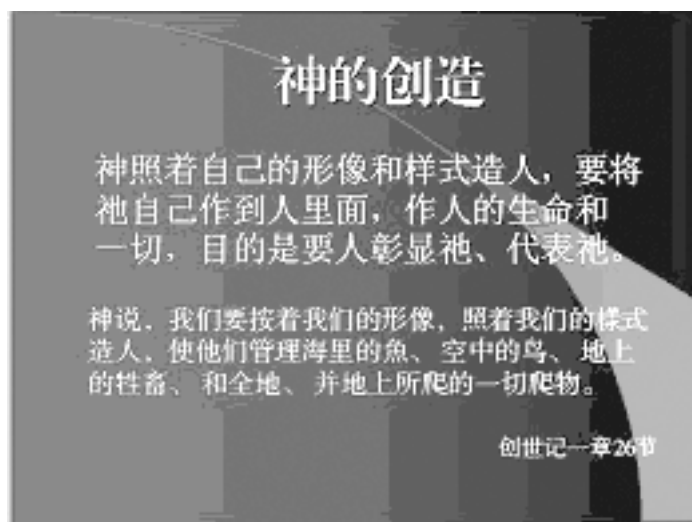 神的创造
神照着自己的形像和样式造人，要将
祂自己作到人里面，作人的生命和
一切，目的是要人彰显祂、代表祂。
神说，我们要按着我们的形像，照着我们的樣式
造人，使他们管理海里的魚、空中的鸟、地上
的牲畜、和全地、并地上所爬的一切爬物。
创世记一章26节